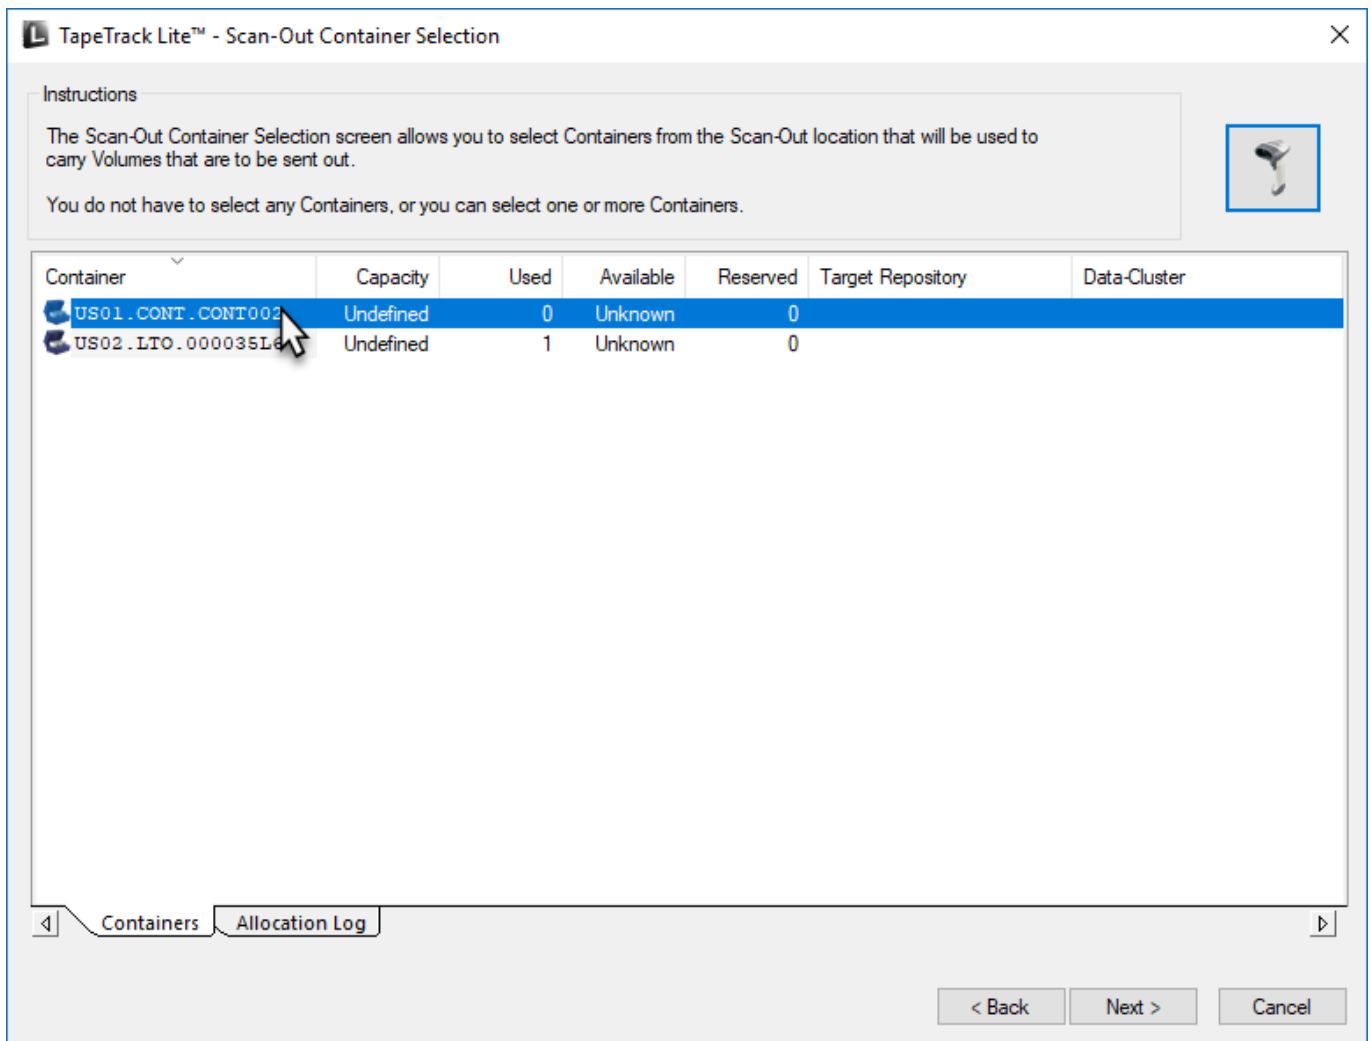 TapeTrack Lite™ - Scan-Out Container Selection
Instructions
The Scan-Out Container Selection screen allows you to select Containers from the Scan-Out location that will be used to
carry Volumes that are to be sent out.
You do not have to select any Containers, or you can select one or more Containers.
Container Capacity Used Available Reserved Target Repository Data-Cluster
US01.CONT.CONT002 Undefined 0 Unknown 0
Undefined 1 Unknown 0
Containers Allocation Log
< Back Next > Cancel